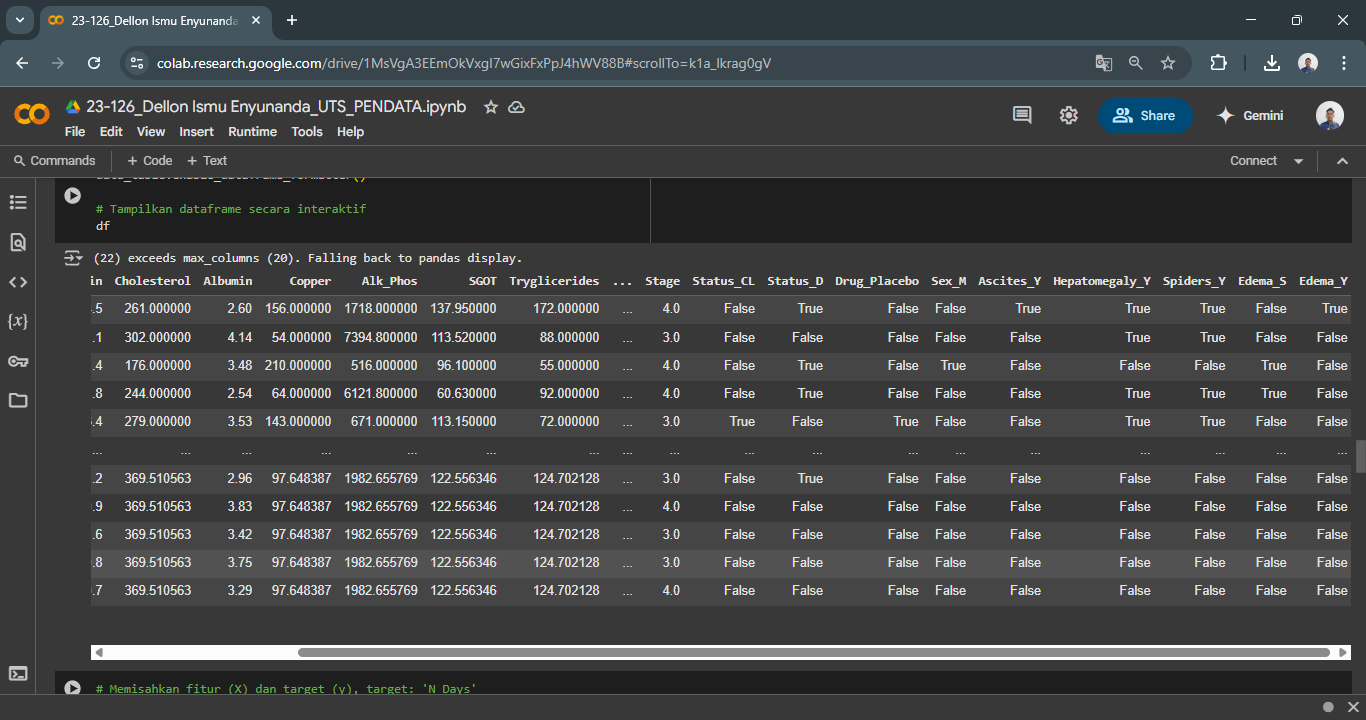 23-126_Dellon Ismu Enyunanda
colab.research.google.com/drive/1MsVgA3EEmOkVxgI7wGixFxPpJ4hWV88B#scrollTo=k1a_Ikrag0gV
23-126_Dellon Ismu Enyunanda_UTS_PENDATA.ipynb
File Edit View Insert Runtime Tools Help
Share
Gemini
Commands + Code + Text
Connect
# Tampilkan dataframe secara interaktif
df
(22) exceeds max_columns (20). Falling back to pandas display.
in Cholesterol Albumin Copper Alk_Phos SGOT Tryglicerides ... Stage Status_CL Status_D Drug_Placebo Sex_M Ascites_Y Hepatomegaly_Y Spiders_Y Edema_S Edema_Y
.5 261.000000 2.60 156.000000 1718.000000 137.950000 172.000000 ... 4.0 False True False False True True True False True
.1 302.000000 4.14 54.000000 7394.800000 113.520000 88.000000 ... 3.0 False False False False False True True False False
.4 176.000000 3.48 210.000000 516.000000 96.100000 55.000000 ... 4.0 False True False True False False False True False
.8 244.000000 2.54 64.000000 6121.800000 60.630000 92.000000 ... 4.0 False True False False False True True True False
.4 279.000000 3.53 143.000000 671.000000 113.150000 72.000000 ... 3.0 True False True False False True True False False
... ... ... ... ... ... ... ... ... ... ... ... ... ... ... ... ... ...
.2 369.510563 2.96 97.648387 1982.655769 122.556346 124.702128 ... 3.0 False True False False False False False False False
.9 369.510563 3.83 97.648387 1982.655769 122.556346 124.702128 ... 4.0 False False False False False False False False False
.6 369.510563 3.42 97.648387 1982.655769 122.556346 124.702128 ... 3.0 False False False False False False False False False
.8 369.510563 3.75 97.648387 1982.655769 122.556346 124.702128 ... 3.0 False False False False False False False False False
.7 369.510563 3.29 97.648387 1982.655769 122.556346 124.702128 ... 4.0 False False False False False False False False False
# Memisahkan fitur (X) dan target (y), target: 'N_Days'